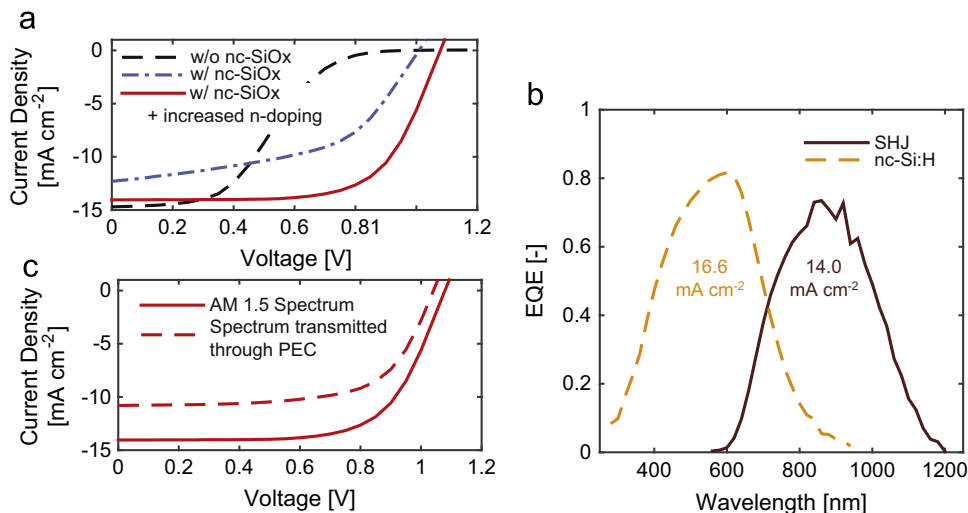 a
Current Density
[mA cm-2]
0
-5
-10
-15
w/o nc-SiOx
w/ nc-SiOx
w/ nc-SiOx
+ increased n-doping
0
0.2
0.4
0.6
0.81
1.2
Voltage [V]
c
Current Density
[mA cm-2]
0
-5
-10
-15
AM 1.5 Spectrum
Spectrum transmitted
through PEC
0
0.2
0.4
0.6
0.8
1
1.2
Voltage [V]
b
EQE [-]
1
0.8
0.6
0.4
0.2
0
SHJ
nc-Si:H
16.6
mA cm-2
14.0
mA cm-2
400
600
800
1000
1200
Wavelength [nm]